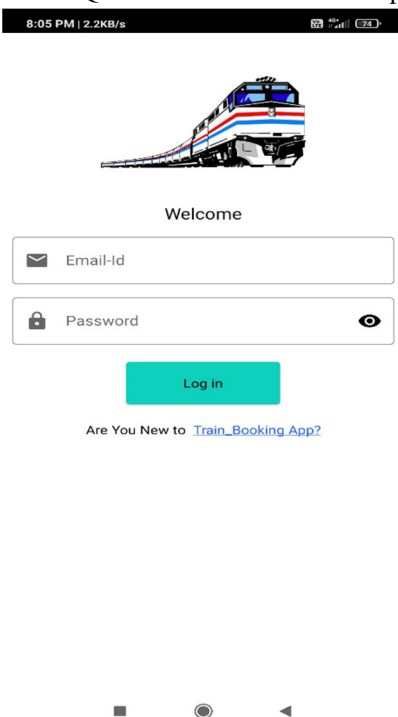 8:05 PM | 2.2KB/s 74
Welcome
Email-Id
Password
Log in
Are You New to Train_Booking App?